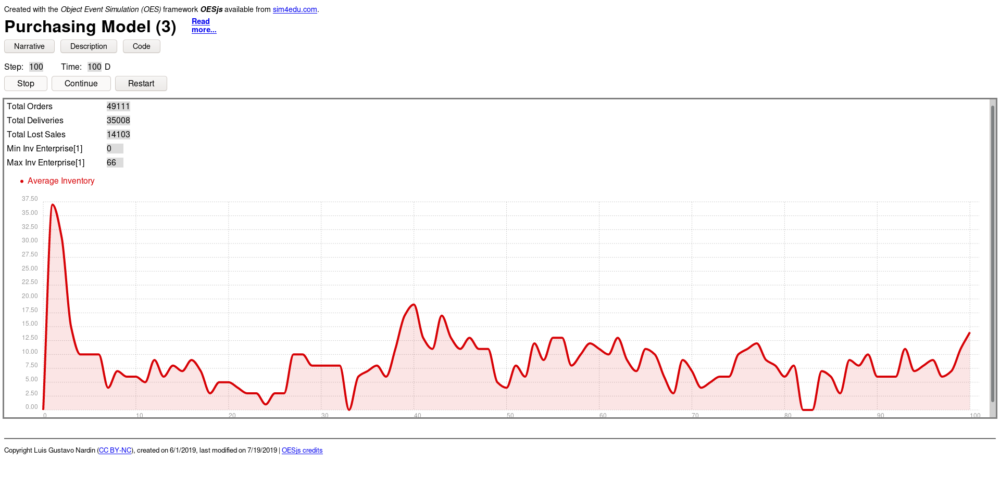 Created with the Object Event Simulation (OES) framework OESjs available from sim4edu.com.
Purchasing Model (3)
Read more...
Narrative Description Code
Step: 100 Time: 100 D
Stop Continue Restart
Total Orders 49111
Total Deliveries 35008
Total Lost Sales 14103
Min Inv Enterprise[1] 0
Max Inv Enterprise[1] 66
Average Inventory
37.50
35.00
32.50
30.00
27.50
25.00
22.50
20.00
17.50
15.00
12.50
10.00
7.50
5.00
2.50
0.00
0 10 20 30 40 50 60 70 80 90 100
Copyright Luis Gustavo Nardin (CC BY-NC), created on 6/1/2019, last modified on 7/19/2019 | OESjs credits